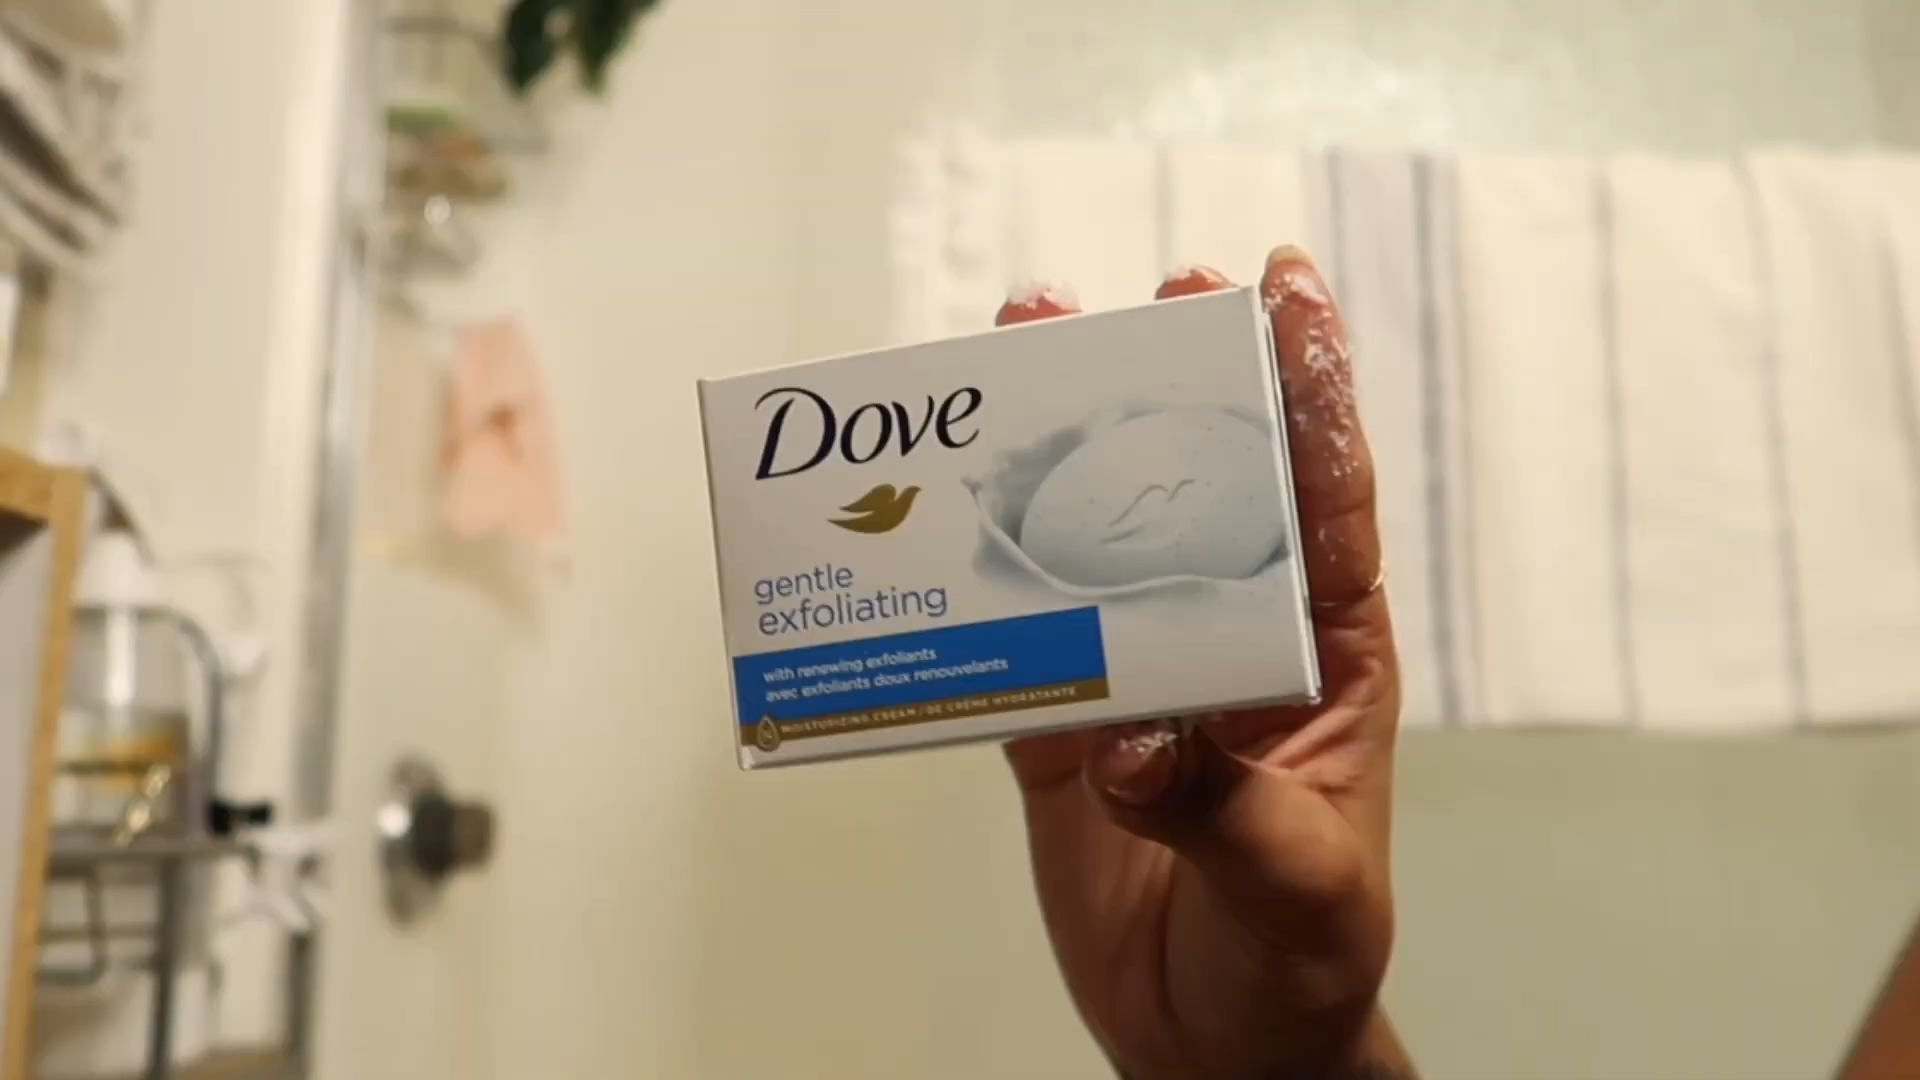 Dove
gentle
exfoliating
with renewing exfoliants
avec exfoliants doux renouvelants
MOISTURIZING CREAM / DE CRÈME HYDRATANTE